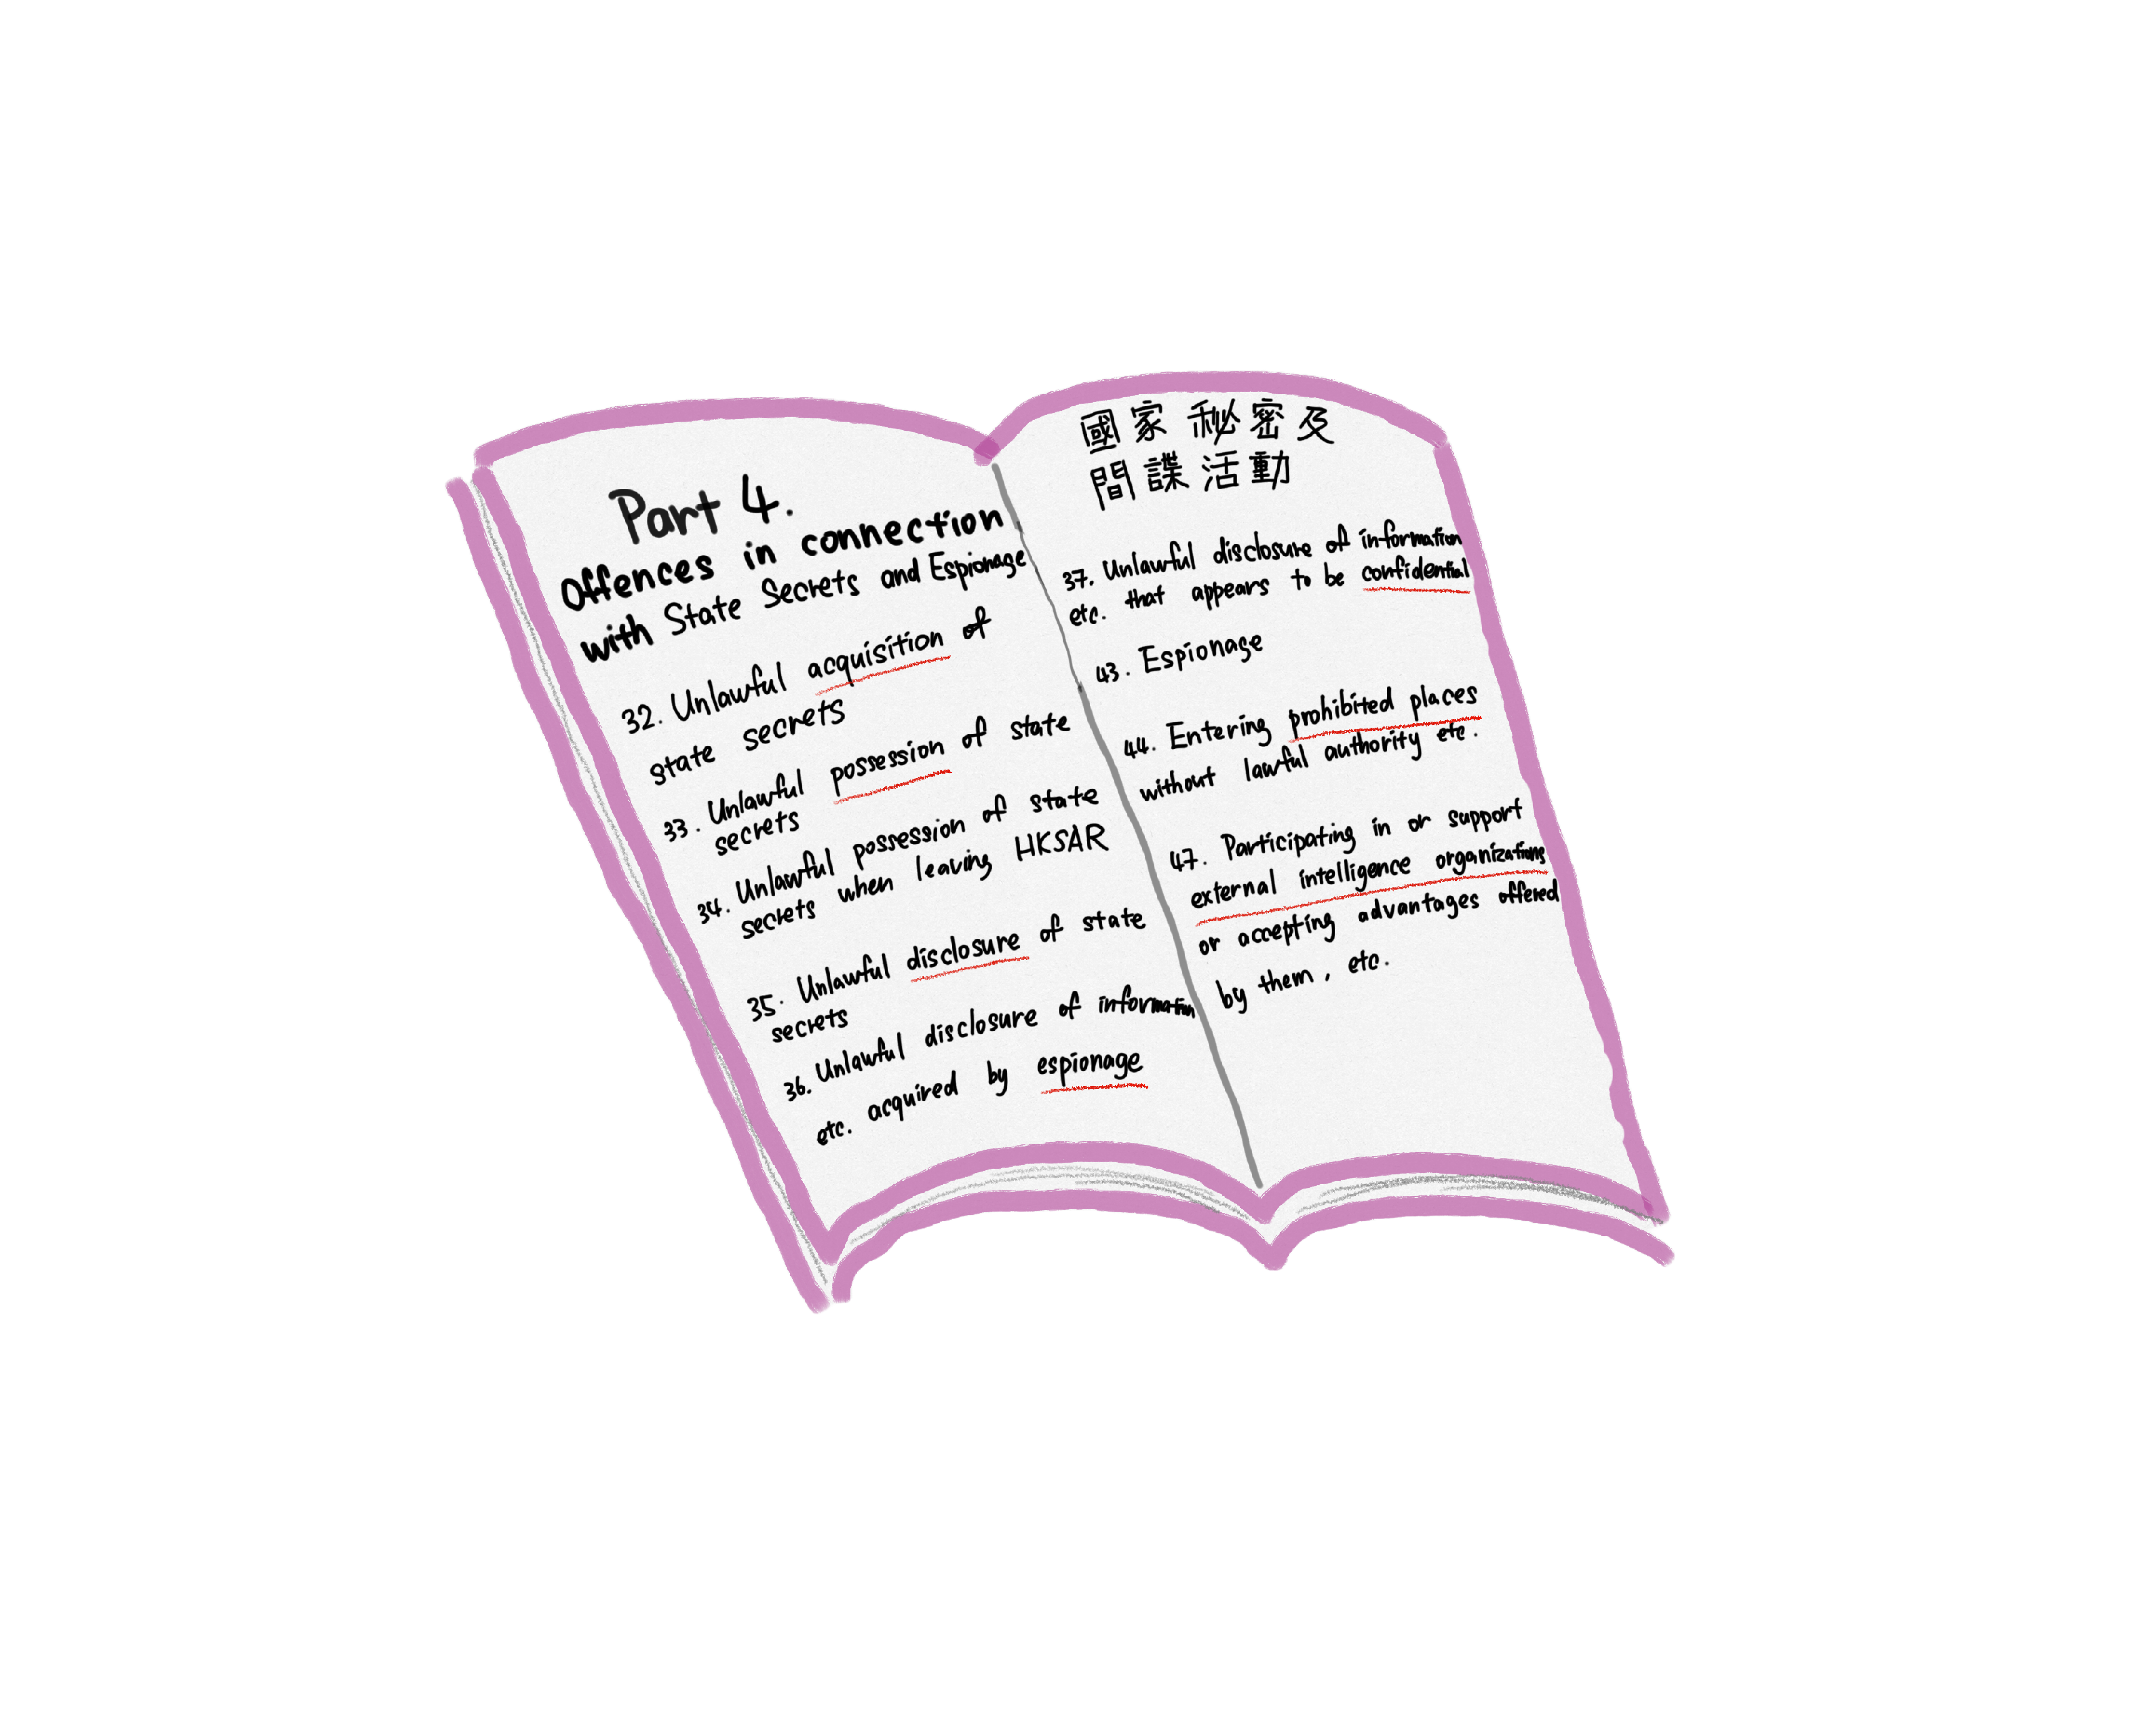 Part 4.
Offences in connection
with State Secrets and Espionage
32. Unlawful acquisition of
state secrets
33. Unlawful possession of state
secrets
34. Unlawful possession of state
secrets when leaving HKSAR
35. Unlawful disclosure of state
secrets
36. Unlawful disclosure of information
etc. acquired by espionage
國家秘密及
間諜活動
37. Unlawful disclosure of information
etc. that appears to be confidential
43. Espionage
44. Entering prohibited places
without lawful authority etc.
47. Participating in or support
external intelligence organizations
or accepting advantages offered
by them, etc.